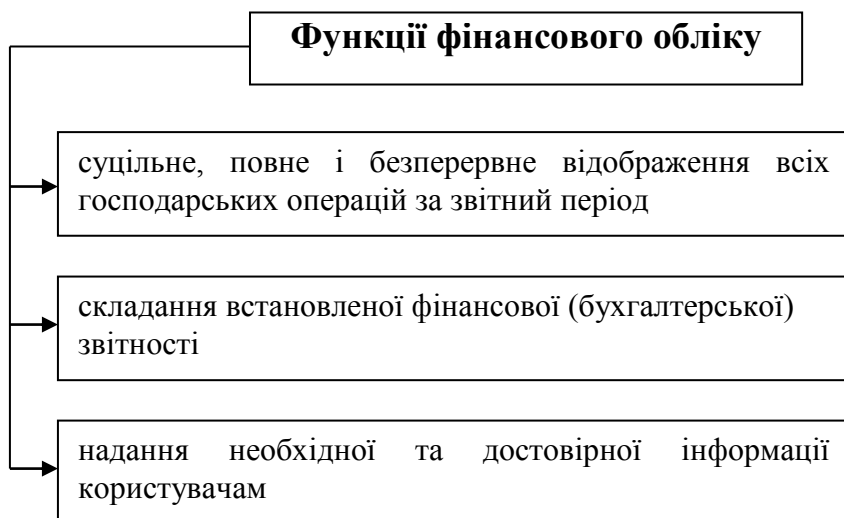 Функції фінансового обліку
суцільне, повне і безперервне відображення всіх
господарських операцій за звітний період
складання встановленої фінансової (бухгалтерської)
звітності
надання необхідної та достовірної інформації
користувачам